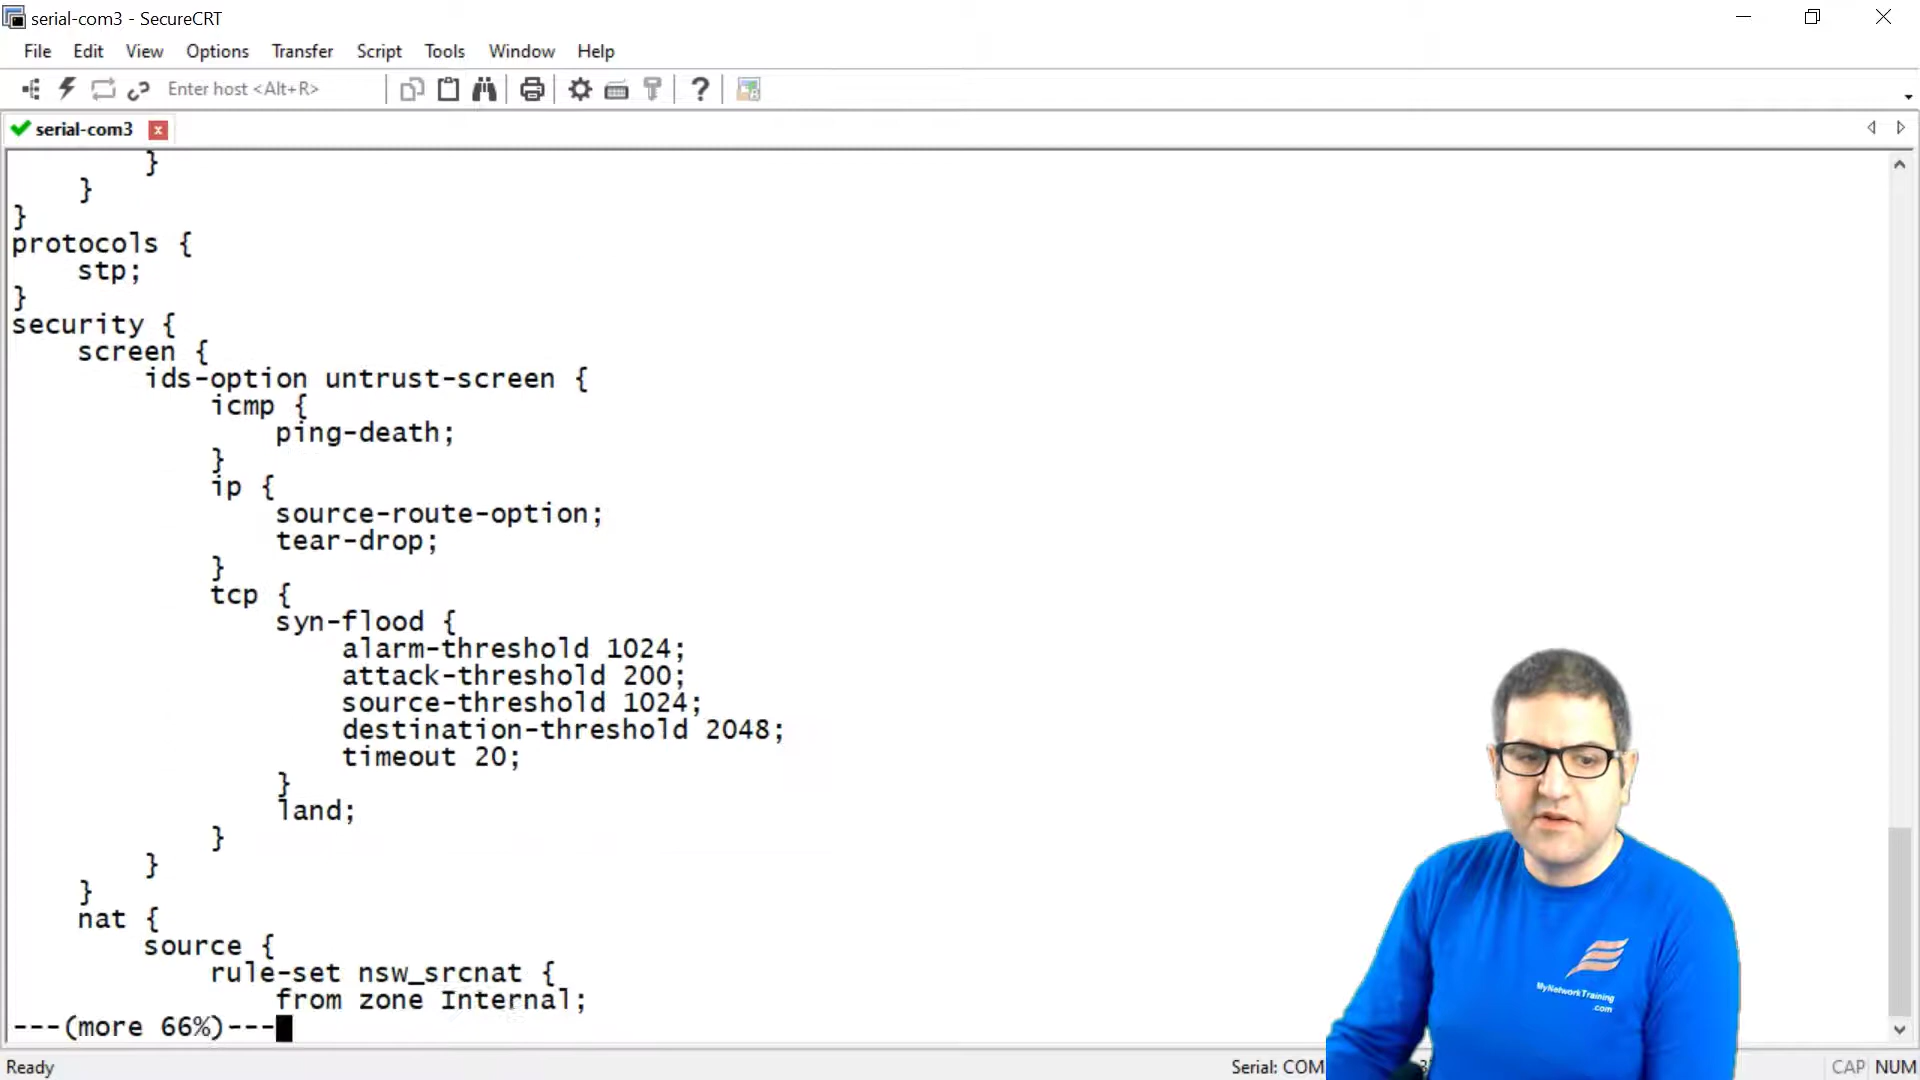 serial-com3 - SecureCRT
File Edit View Options Transfer Script Tools Window Help
Enter host <Alt+R>
serial-com3
}
}
}
protocols {
stp;
}
security {
screen {
ids-option untrust-screen {
icmp {
ping-death;
}
ip {
source-route-option;
tear-drop;
}
tcp {
syn-flood {
alarm-threshold 1024;
attack-threshold 200;
source-threshold 1024;
destination-threshold 2048;
timeout 20;
}
land;
}
}
}
nat {
source {
rule-set nsw_srcnat {
from zone Internal;
---(more 66%)---
MyNetworkTraining
.com
Ready Serial: COM CAP NUM